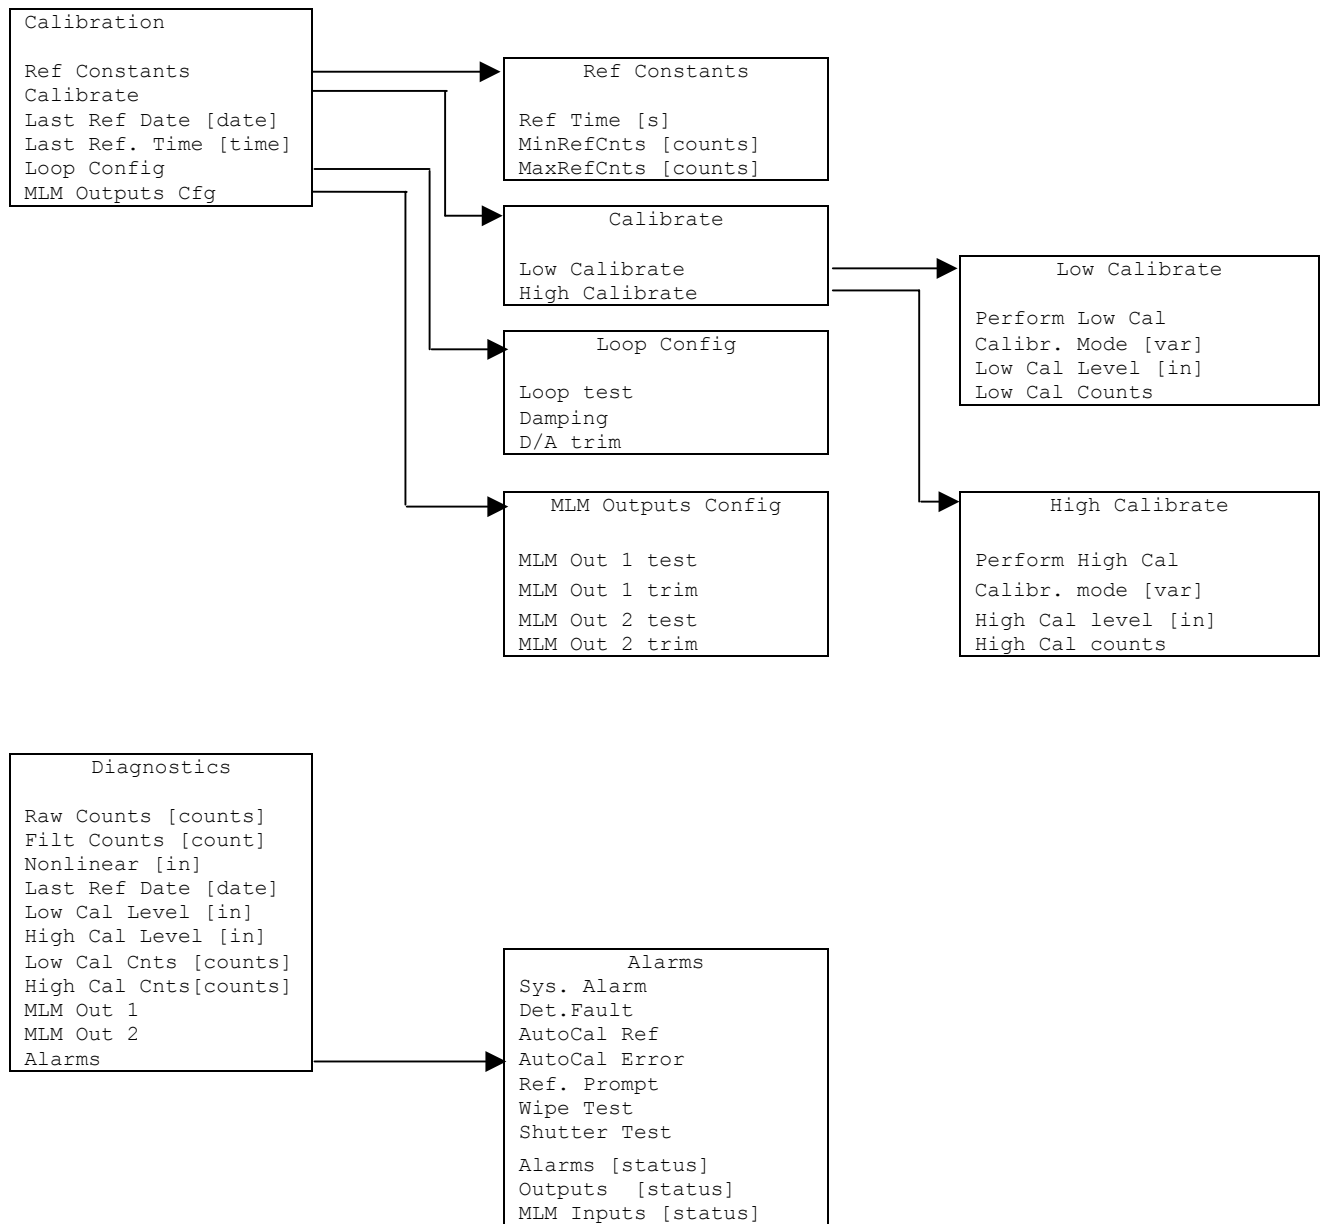 Calibration
Ref Constants
Calibrate
Last Ref Date [date]
Last Ref. Time [time]
Loop Config
MLM Outputs Cfg
Ref Constants
Ref Time [s]
MinRefCnts [counts]
MaxRefCnts [counts]
Calibrate
Low Calibrate
High Calibrate
Low Calibrate
Perform Low Cal
Calibr. Mode [var]
Low Cal Level [in]
Low Cal Counts
Loop Config
Loop test
Damping
D/A trim
MLM Outputs Config
MLM Out 1 test
MLM Out 1 trim
MLM Out 2 test
MLM Out 2 trim
High Calibrate
Perform High Cal
Calibr. mode [var]
High Cal level [in]
High Cal counts
Diagnostics
Raw Counts [counts]
Filt Counts [count]
Nonlinear [in]
Last Ref Date [date]
Low Cal Level [in]
High Cal Level [in]
Low Cal Cnts [counts]
High Cal Cnts[counts]
MLM Out 1
MLM Out 2
Alarms
Alarms
Sys. Alarm
Det.Fault
AutoCal Ref
AutoCal Error
Ref. Prompt
Wipe Test
Shutter Test
Alarms [status]
Outputs  [status]
MLM Inputs [status]